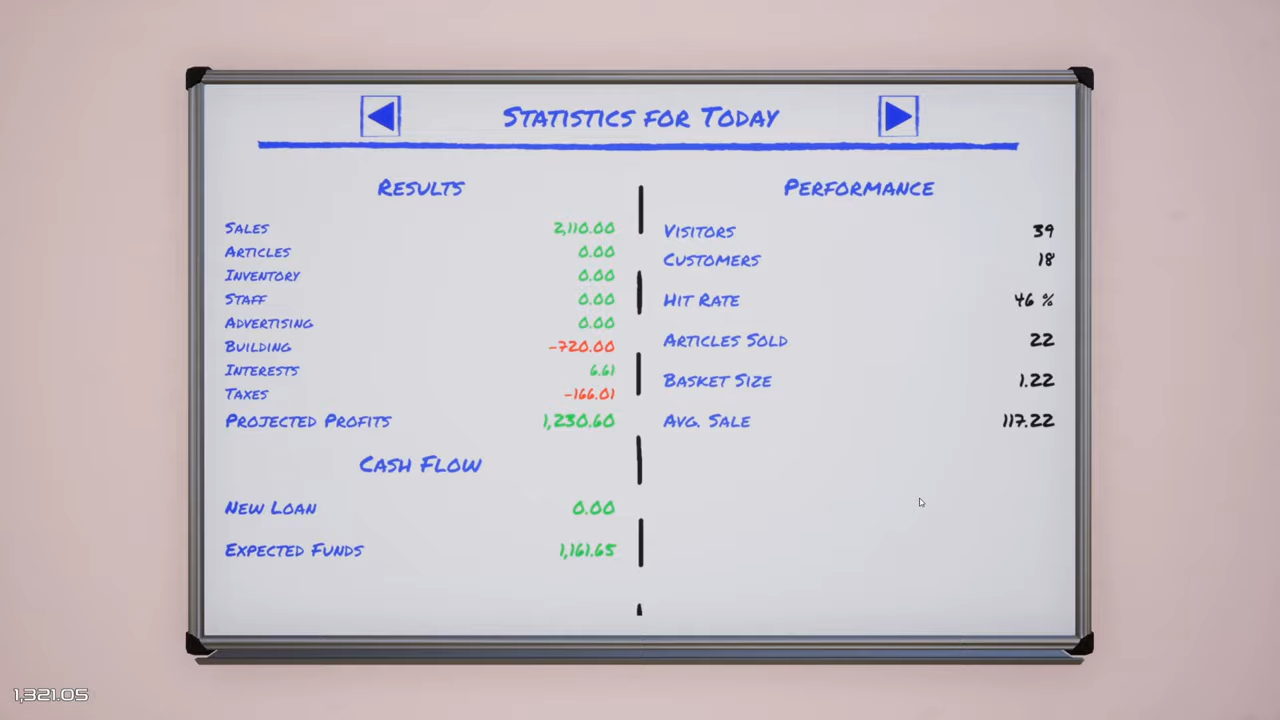 Statistics for Today
Results
Sales 2,110.00
Articles 0.00
Inventory 0.00
Staff 0.00
Advertising 0.00
Building -720.00
Interests 6.61
Taxes -166.01
Projected Profits 1,230.60
Cash Flow
New Loan 0.00
Expected Funds 1,161.65
Performance
Visitors 39
Customers 18
Hit Rate 46 %
Articles Sold 22
Basket Size 1.22
Avg. Sale 117.22
1,321.05